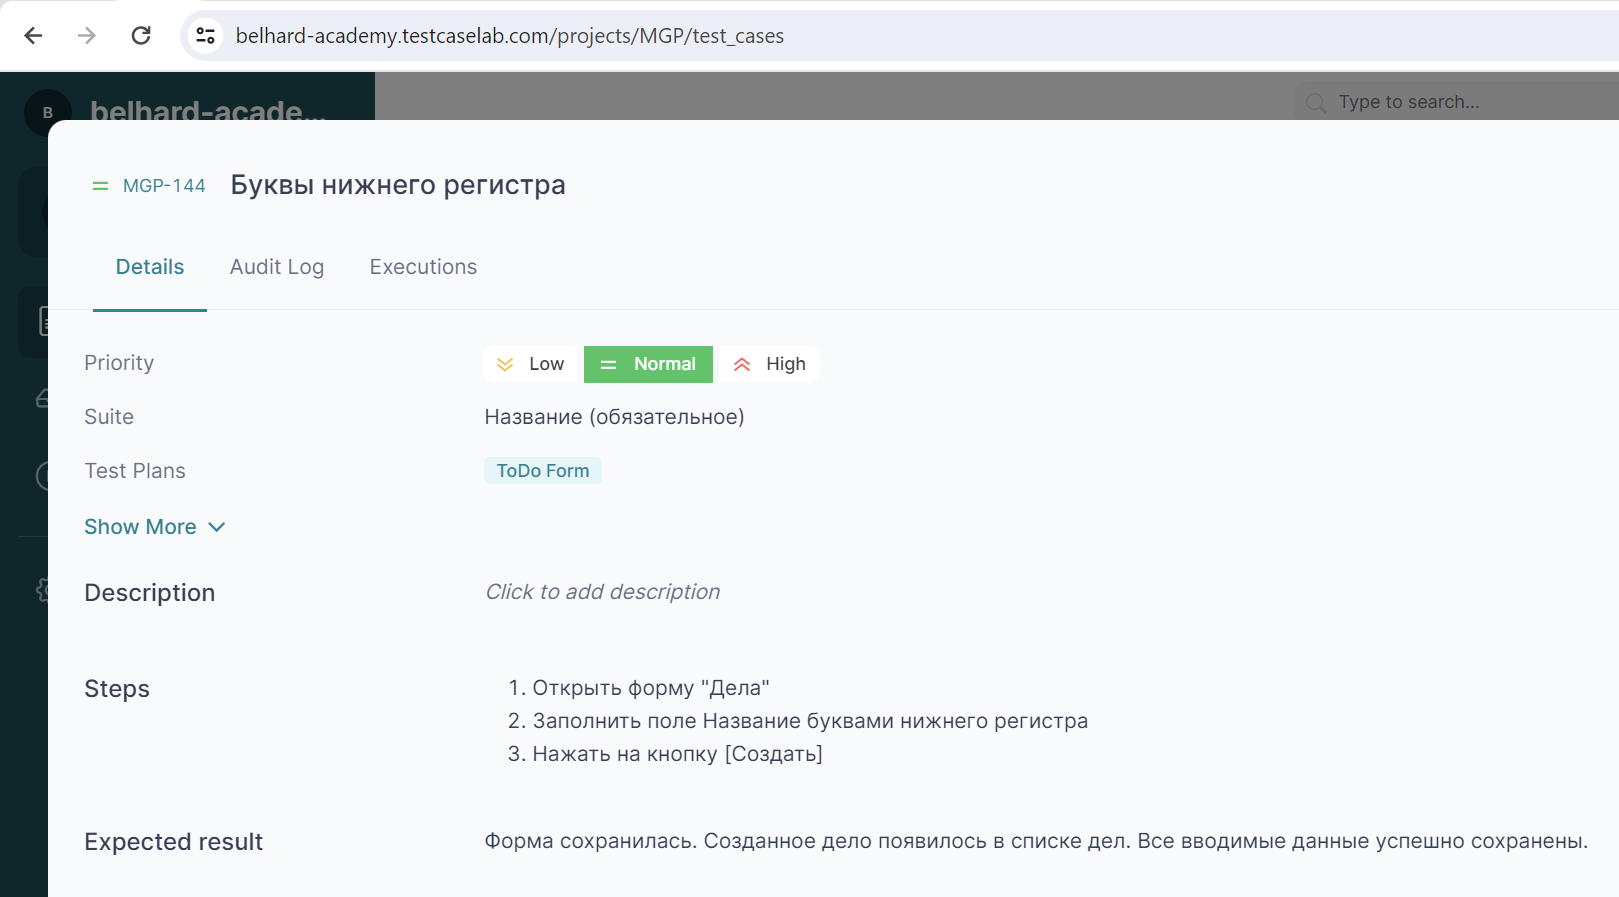 belhard-academy.testcaselab.com/projects/MGP/test_cases
B belhard-acade...
Type to search...
MGP-144 Буквы нижнего регистра
Details Audit Log Executions
Priority Low Normal High
Suite Название (обязательное)
Test Plans ToDo Form
Show More
Description Click to add description
Steps 1. Открыть форму "Дела"
2. Заполнить поле Название буквами нижнего регистра
3. Нажать на кнопку [Создать]
Expected result Форма сохранилась. Созданное дело появилось в списке дел. Все вводимые данные успешно сохранены.